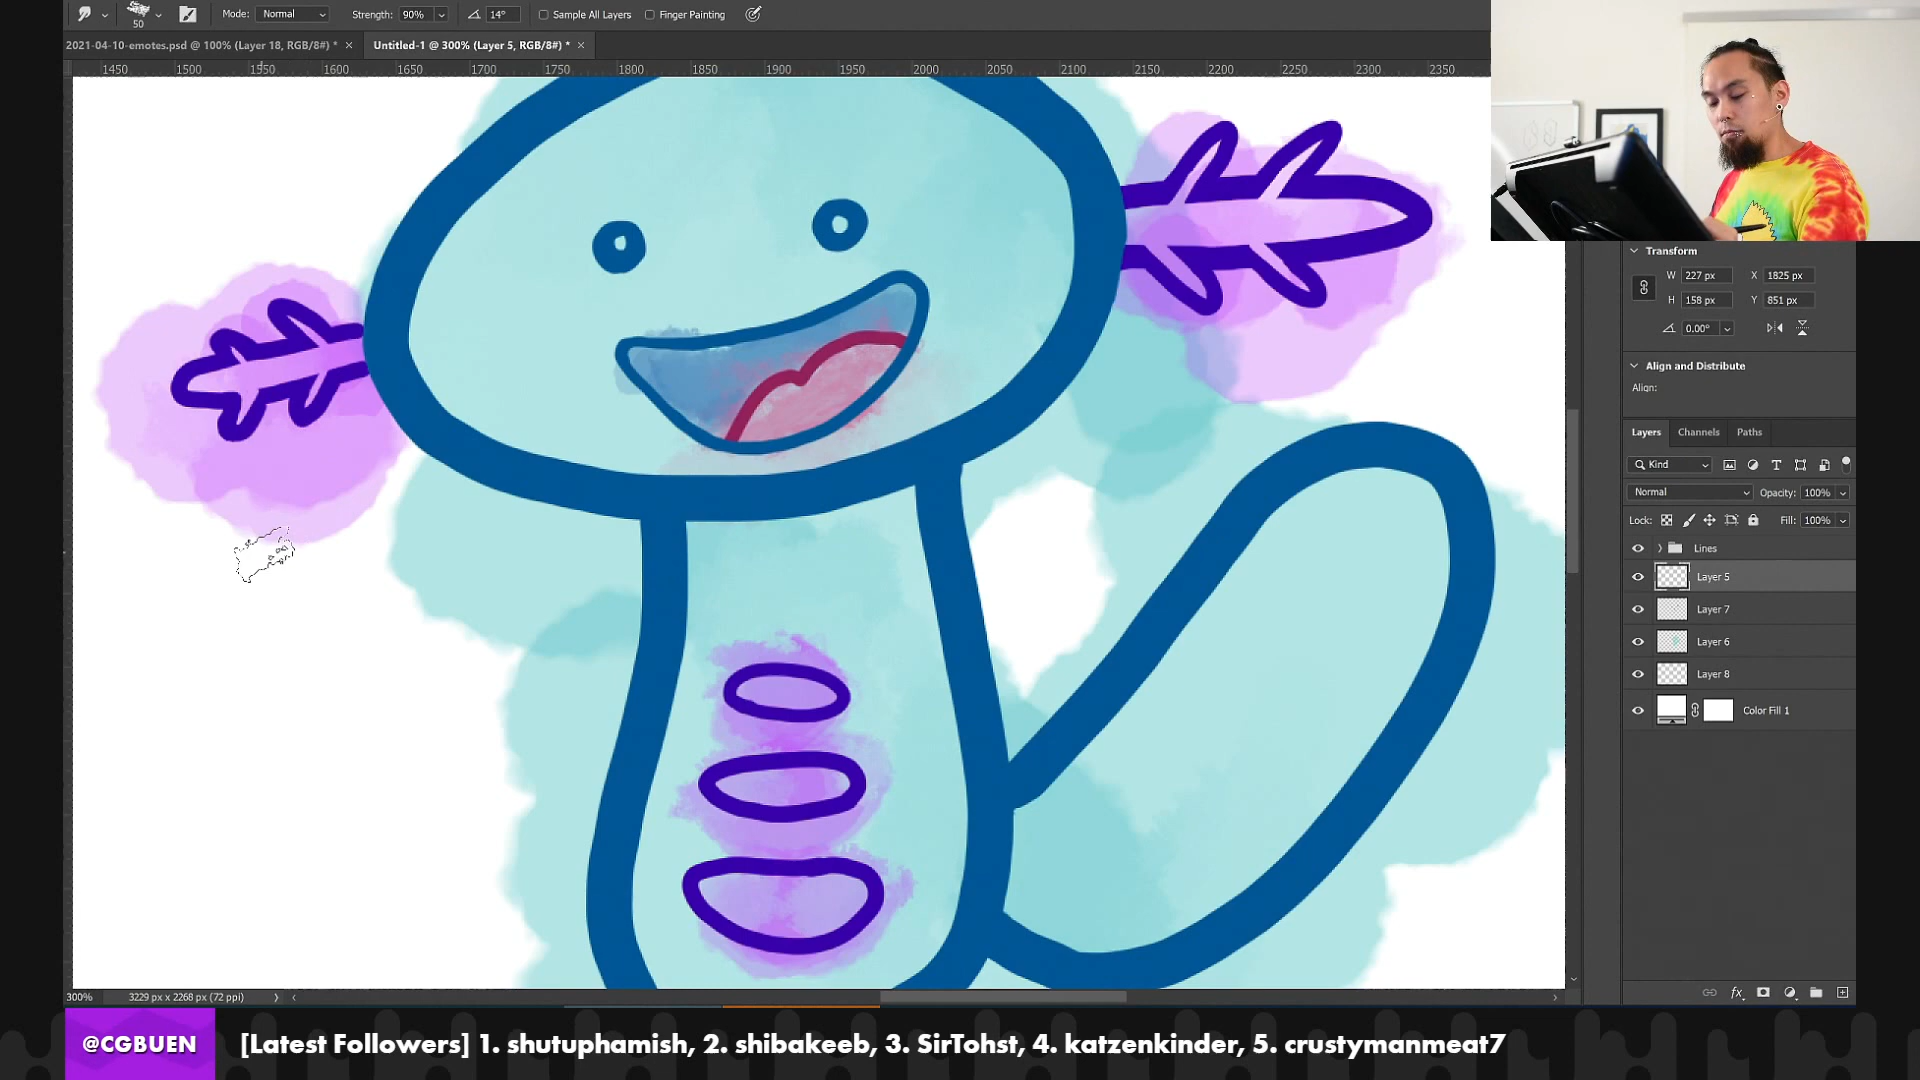 50
Mode: Normal
Strength: 90%
14°
Sample All Layers
Finger Painting
2021-04-10-emotes.psd @ 100% (Layer 18, RGB/8#) *
Untitled-1 @ 300% (Layer 5, RGB/8#) *
1450 1500 1550 1600 1650 1700 1750 1800 1850 1900 1950 2000 2050 2100 2150 2200 2250 2300 2350
Transform
W 227 px X 1825 px
H 158 px Y 851 px
0.00°
Align and Distribute
Align:
Layers Channels Paths
Kind
Normal Opacity: 100%
Lock: Fill: 100%
Lines
Layer 5
Layer 7
Layer 6
Layer 8
Color Fill 1
fx
300% 3229 px x 2268 px (72 ppi)
@CGBUEN
[Latest Followers] 1. shutuphamish, 2. shibakeeb, 3. SirTohst, 4. katzenkinder, 5. crustymanmeat7